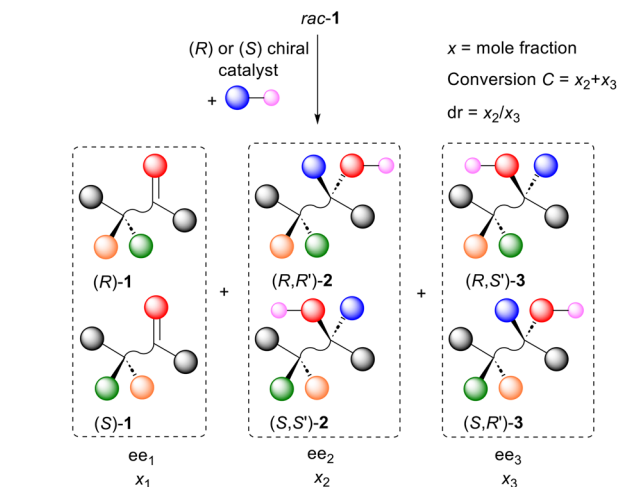 rac-1
(R) or (S) chiral
catalyst
+
x = mole fraction
Conversion C = x₂+x₃
dr = x₂/x₃
(R)-1
(R,R')-2
(R,S')-3
+
+
(S)-1
(S,S')-2
(S,R')-3
ee₁
ee₂
ee₃
x₁
x₂
x₃